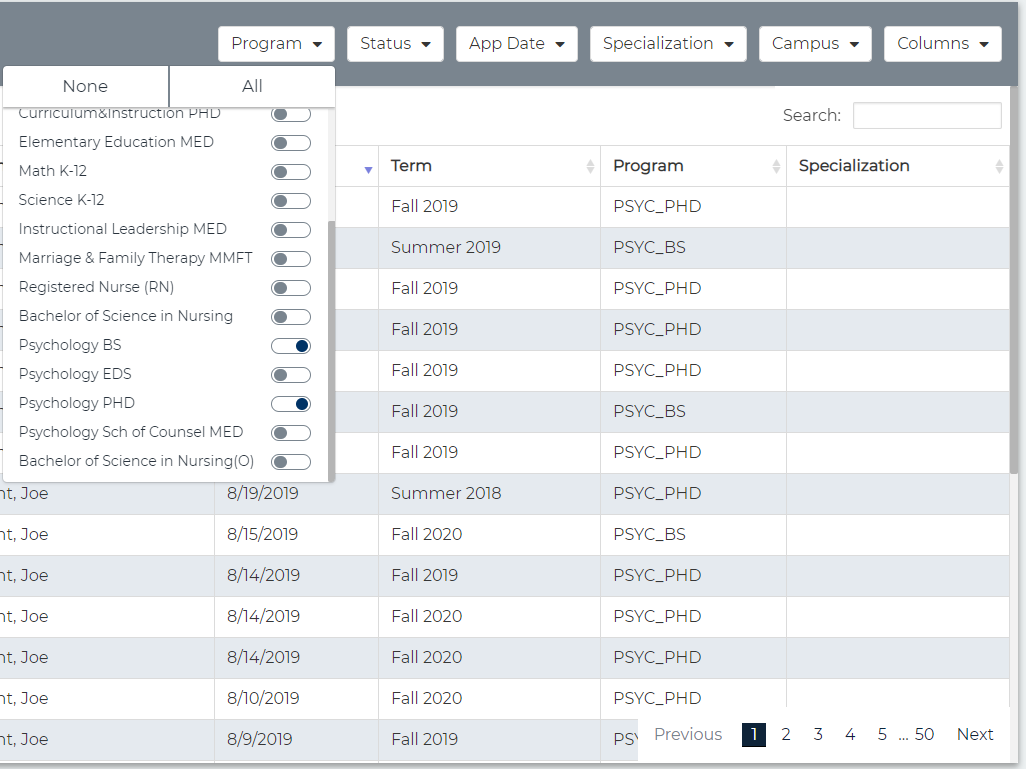 Program Status App Date Specialization Campus Columns
None All
Curriculum&Instruction PHD
Search:
Elementary Education MED
Math K-12
Term Program Specialization
Science K-12
Fall 2019 PSYC_PHD
Instructional Leadership MED
Summer 2019 PSYC_BS
Marriage & Family Therapy MMFT
Registered Nurse (RN)
Fall 2019 PSYC_PHD
Bachelor of Science in Nursing
Fall 2019 PSYC_PHD
Psychology BS
Psychology EDS
Fall 2019 PSYC_PHD
Psychology PHD
Fall 2019 PSYC_BS
Psychology Sch of Counsel MED
Fall 2019 PSYC_PHD
Bachelor of Science in Nursing(O)
nt, Joe 8/19/2019 Summer 2018 PSYC_PHD
nt, Joe 8/15/2019 Fall 2020 PSYC_BS
nt, Joe 8/14/2019 Fall 2019 PSYC_PHD
nt, Joe 8/14/2019 Fall 2020 PSYC_PHD
nt, Joe 8/14/2019 Fall 2020 PSYC_PHD
nt, Joe 8/10/2019 Fall 2020 PSYC_PHD
nt, Joe 8/9/2019 Fall 2019 PSY
Previous 1 2 3 4 5 ... 50 Next